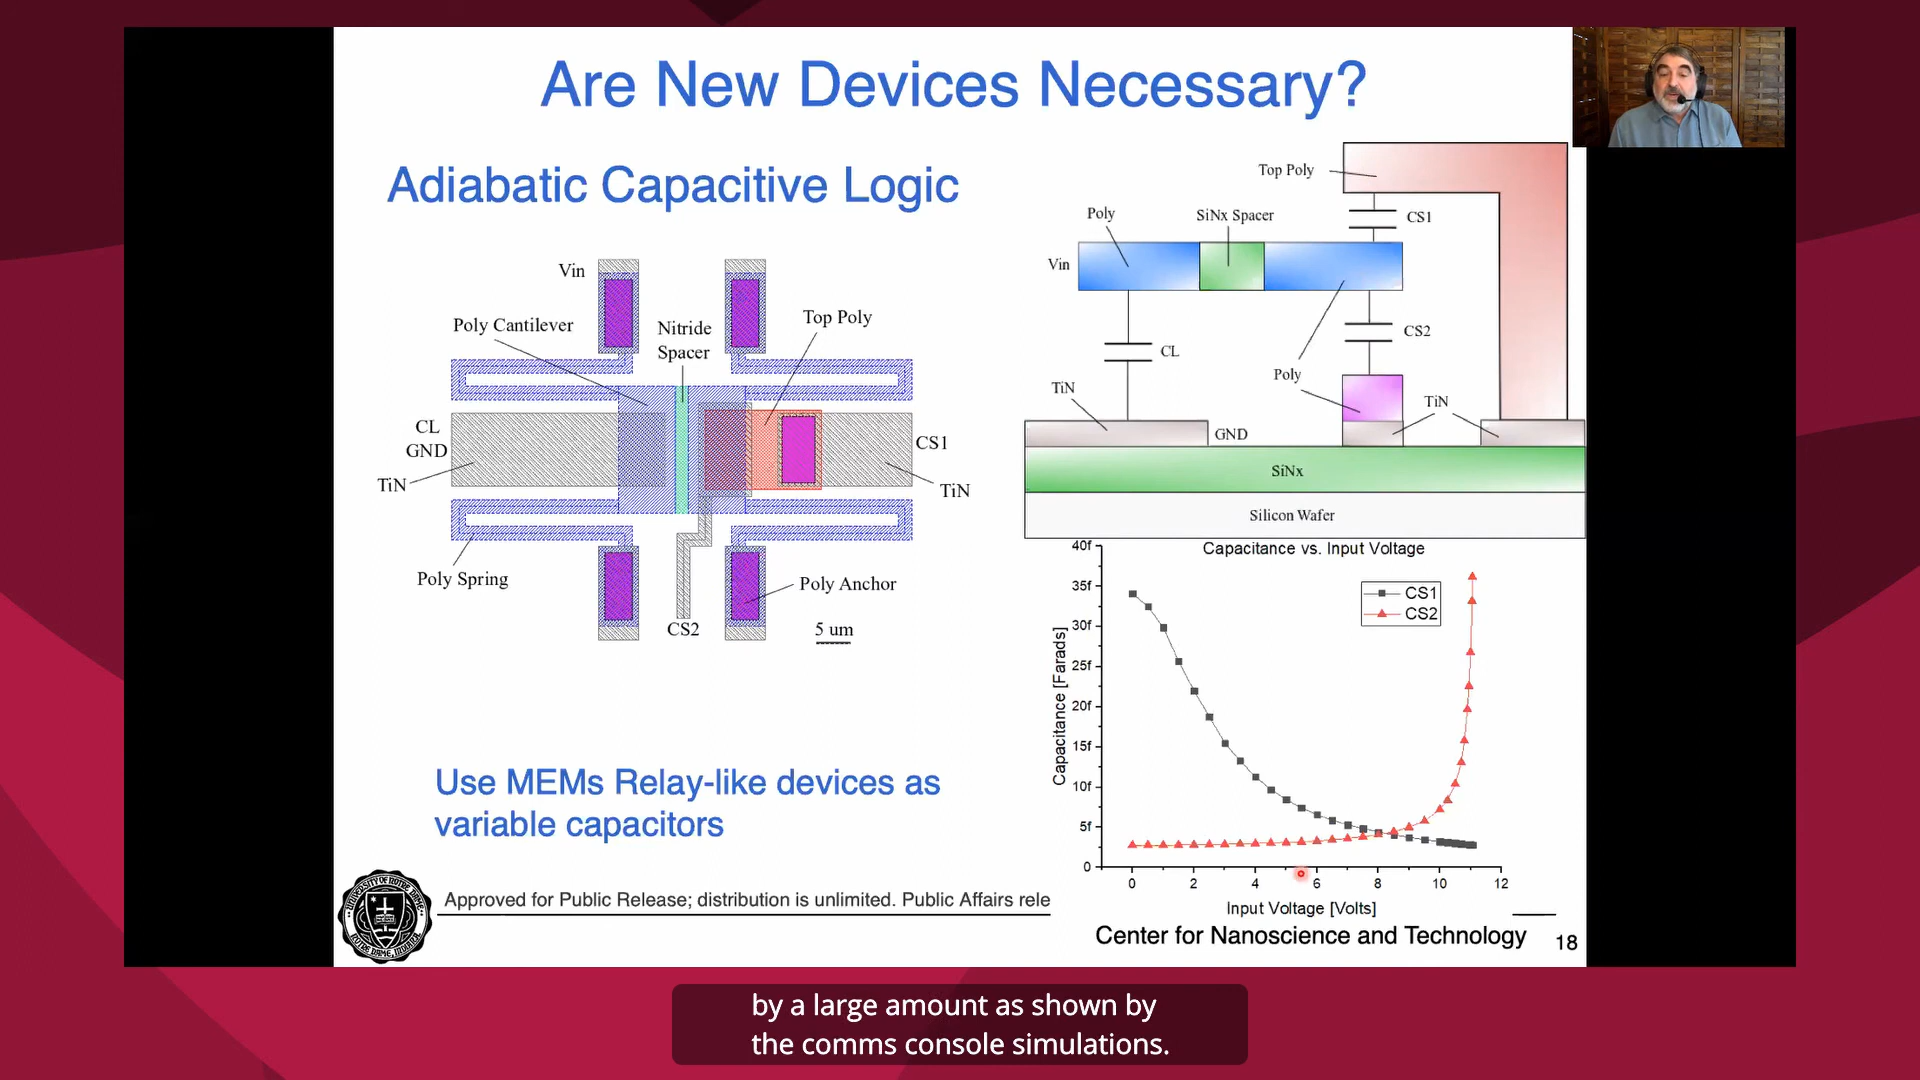 Are New Devices Necessary?
Adiabatic Capacitive Logic
Vin
Poly Cantilever
Nitride
Spacer
Top Poly
CL
GND
TiN
CS1
TiN
Poly Spring
Poly Anchor
CS2
5 um
Top Poly
Poly
SiNx Spacer
CS1
Vin
CL
CS2
Poly
TiN
TiN
GND
SiNx
Silicon Wafer
Capacitance vs. Input Voltage
CS1
CS2
40f
35f
30f
25f
20f
15f
10f
5f
0
Capacitance [Farads]
0 2 4 6 8 10 12
Input Voltage [Volts]
Use MEMs Relay-like devices as
variable capacitors
Approved for Public Release; distribution is unlimited. Public Affairs rele
Center for Nanoscience and Technology
18
by a large amount as shown by
the comms console simulations.